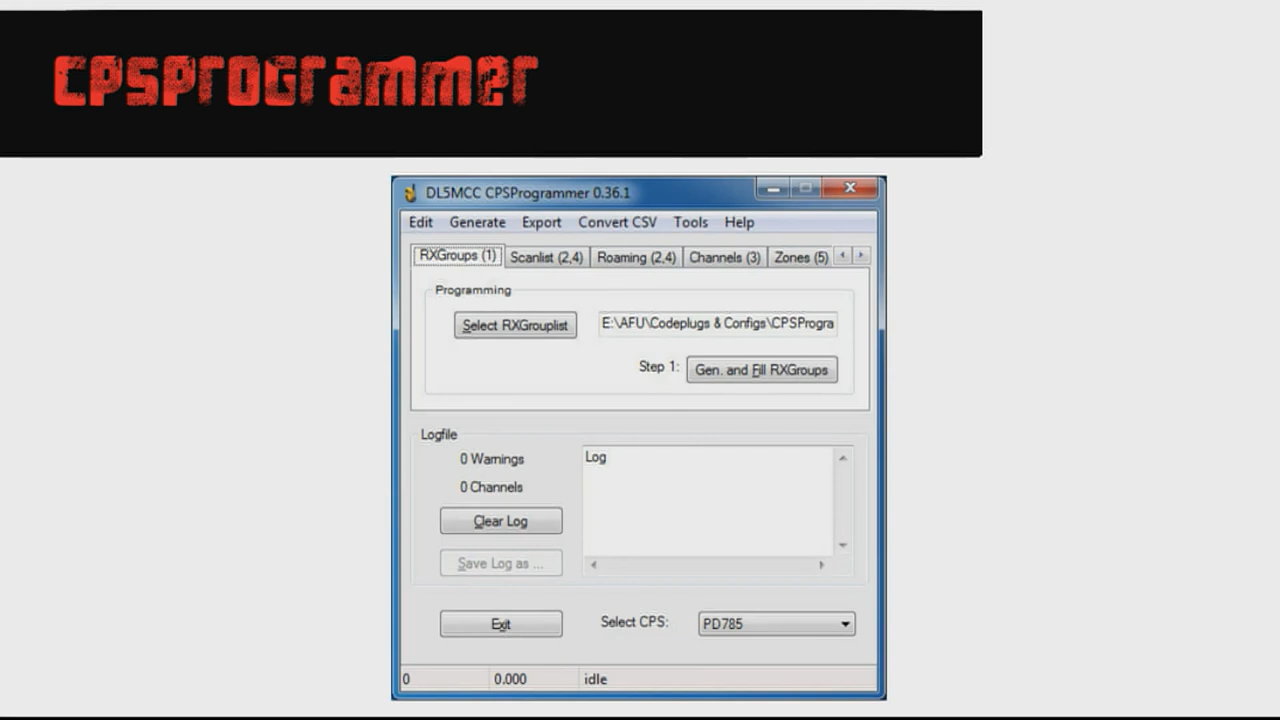 CPSProgrammer
DL5MCC CPSProgrammer 0.36.1
Edit Generate Export Convert CSV Tools Help
RXGroups (1) Scanlist (2,4) Roaming (2,4) Channels (3) Zones (5)
Programming
Select RXGrouplist E:\AFU\Codeplugs & Configs\CPSProgra
Step 1: Gen. and Fill RXGroups
Logfile
0 Warnings Log
0 Channels
Clear Log
Save Log as ...
Exit Select CPS: PD785
0 0.000 idle